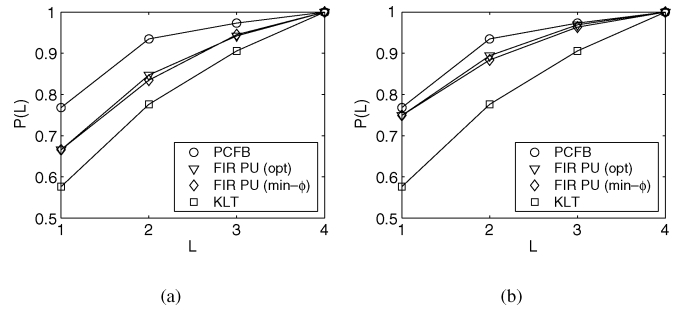 1
0.9
0.8
0.7
0.6
0.5
P(L)
PCFB
FIR PU (opt)
FIR PU (min−ϕ)
KLT
1 2 3 4
L
(a)
1
0.9
0.8
0.7
0.6
0.5
P(L)
PCFB
FIR PU (opt)
FIR PU (min−ϕ)
KLT
1 2 3 4
L
(b)